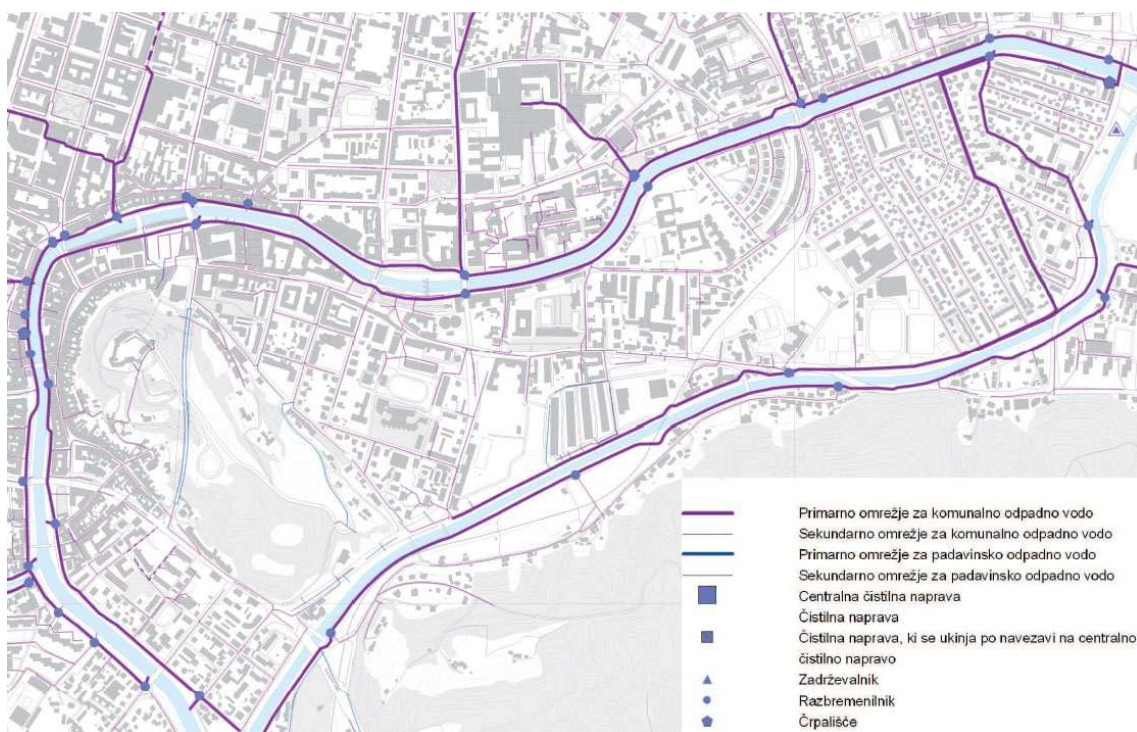 Primarno omrežje za komunalno odpadno vodo
Sekundarno omrežje za komunalno odpadno vodo
Primarno omrežje za padavinsko odpadno vodo
Sekundarno omrežje za padavinsko odpadno vodo
Centralna čistilna naprava
Čistilna naprava
Čistilna naprava, ki se ukinja po navezavi na centralno
čistilno napravo
Zadrževalnik
Razbremenilnik
Črpališče